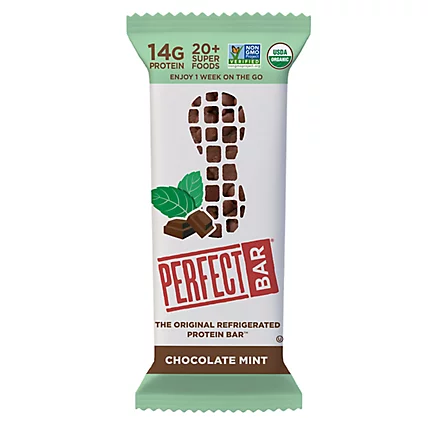 14G PROTEIN
20+ SUPER FOODS
NON GMO Project VERIFIED
USDA ORGANIC
ENJOY 1 WEEK ON THE GO
PERFECT BAR®
THE ORIGINAL REFRIGERATED
PROTEIN BAR™
CHOCOLATE MINT